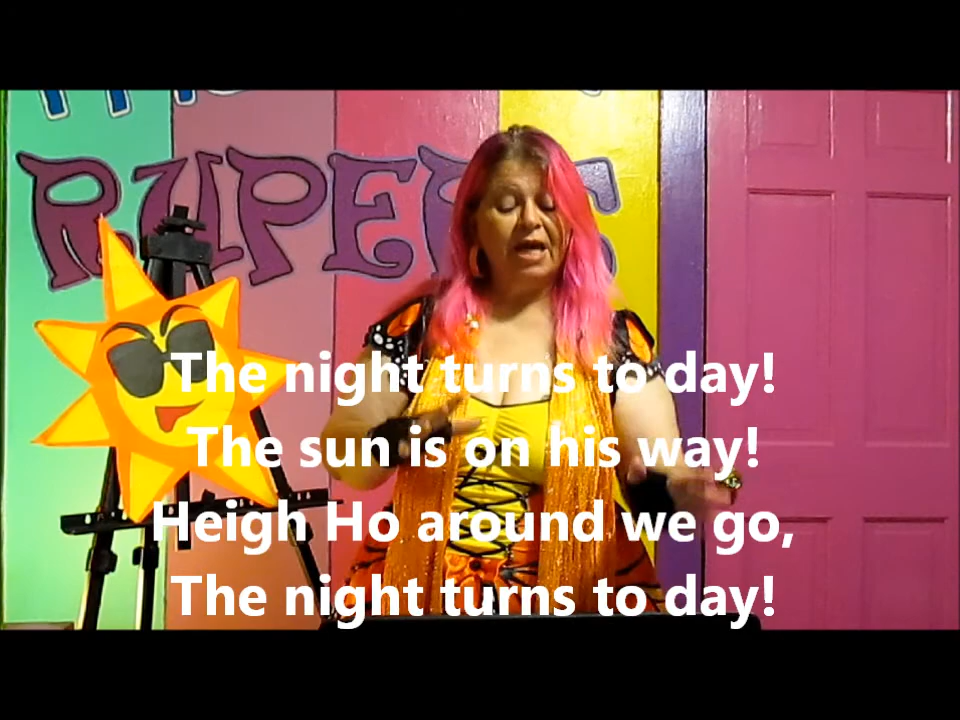 The night turns to day!
The sun is on his way!
Heigh Ho around we go,
The night turns to day!